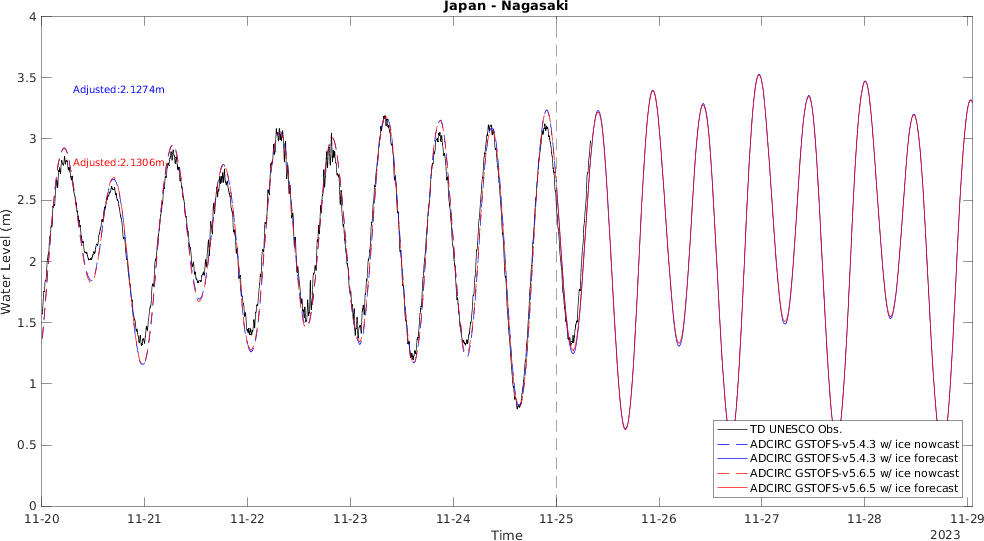 Japan - Nagasaki
4
3.5
3
2.5
2
1.5
1
0.5
0
Water Level (m)
Adjusted:2.1274m
Adjusted:2.1306m
TD UNESCO Obs.
ADCIRC GSTOFS-v5.4.3 w/ ice nowcast
ADCIRC GSTOFS-v5.4.3 w/ ice forecast
ADCIRC GSTOFS-v5.6.5 w/ ice nowcast
ADCIRC GSTOFS-v5.6.5 w/ ice forecast
11-20 11-21 11-22 11-23 11-24 11-25 11-26 11-27 11-28 11-29
Time
2023